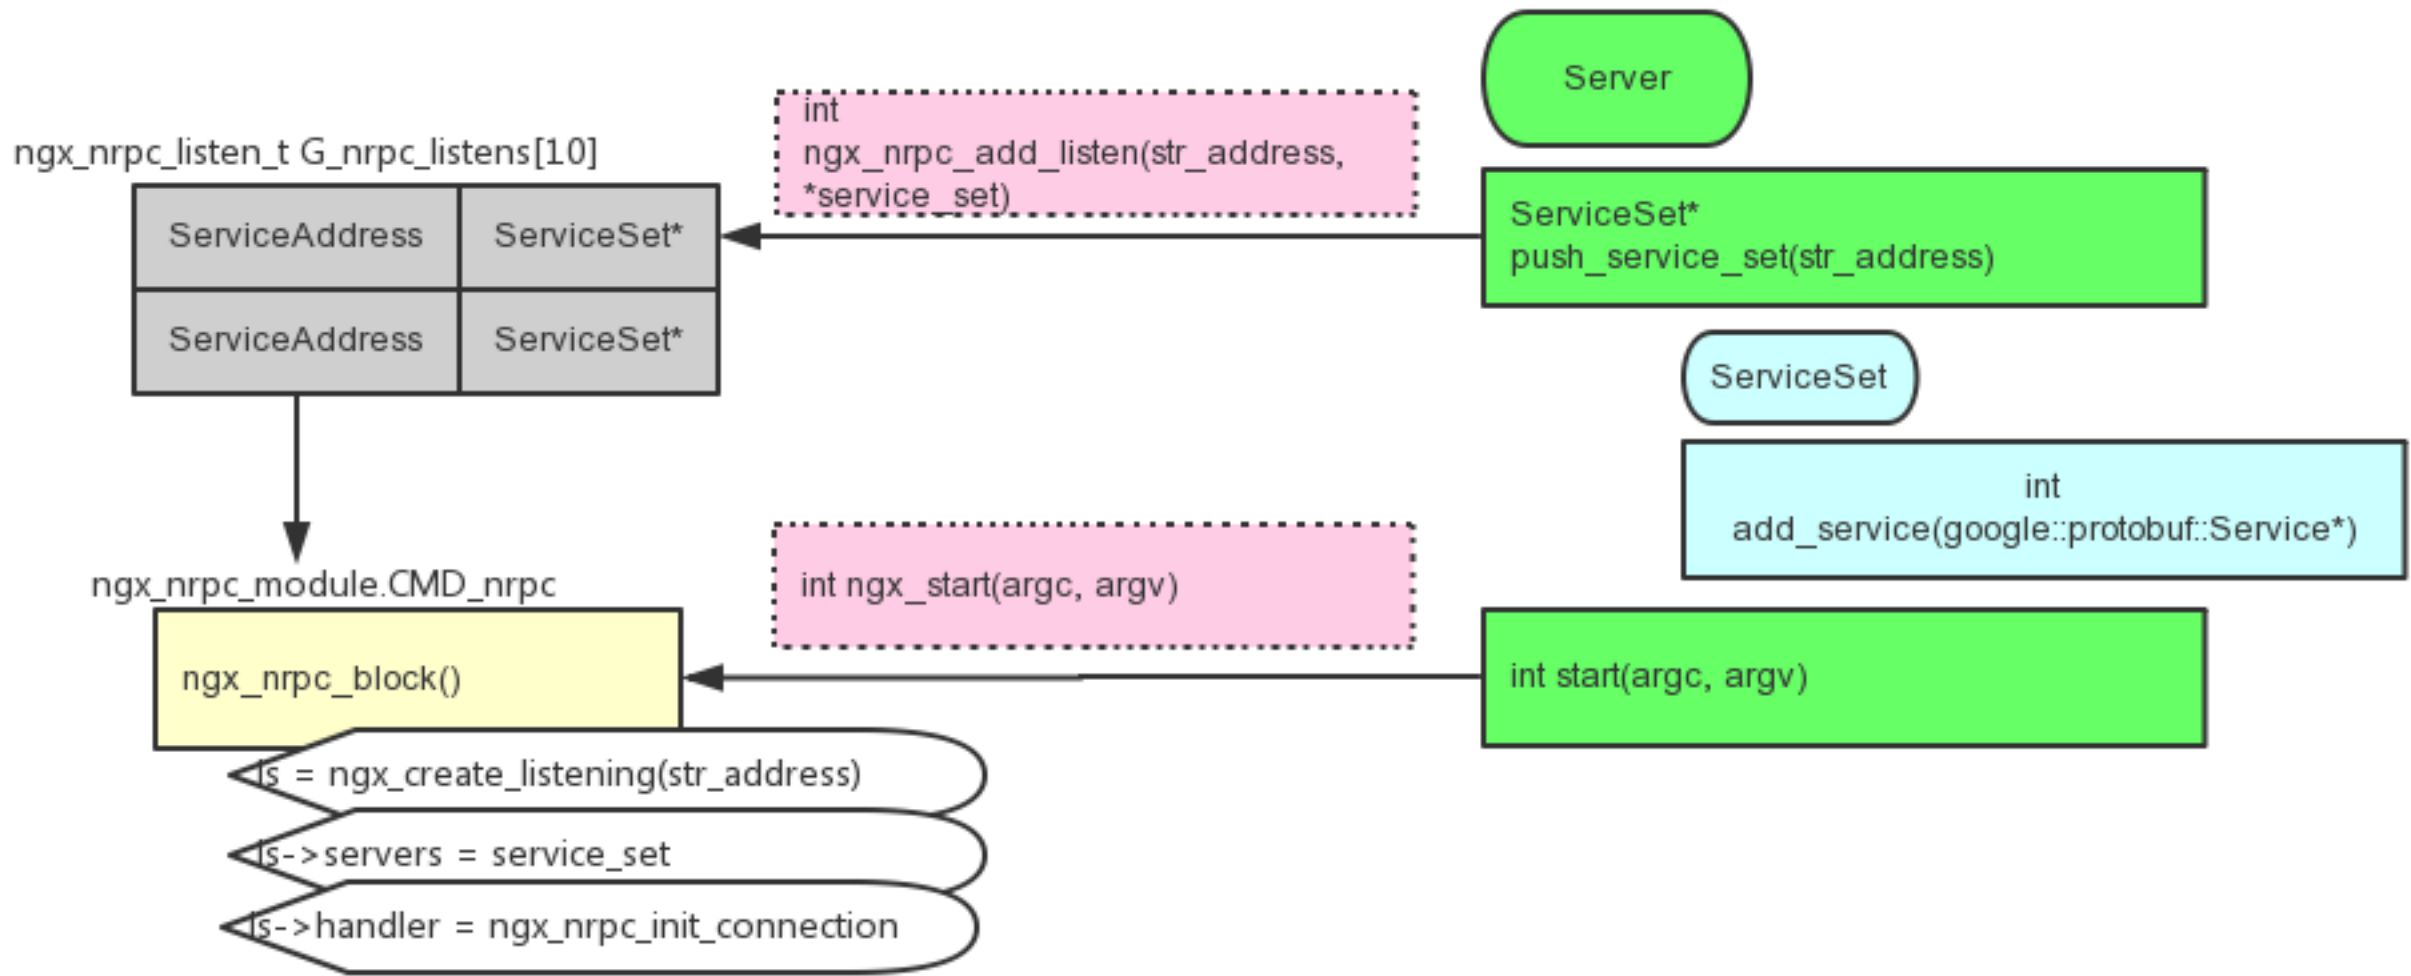 Server
int
ngx_nrpc_add_listen(str_address,
*service_set)
ngx_nrpc_listen_t G_nrpc_listens[10]
ServiceAddress ServiceSet*
ServiceAddress ServiceSet*
ServiceSet*
push_service_set(str_address)
ServiceSet
int
add_service(google::protobuf::Service*)
ngx_nrpc_module.CMD_nrpc
int ngx_start(argc, argv)
ngx_nrpc_block()
int start(argc, argv)
ls = ngx_create_listening(str_address)
ls->servers = service_set
ls->handler = ngx_nrpc_init_connection